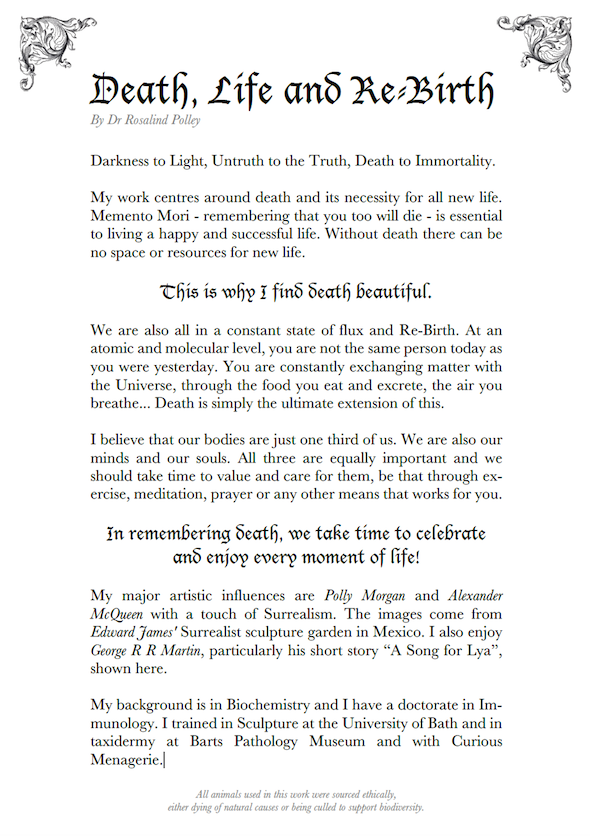 Death, Life and Re-Birth
By Dr Rosalind Polley
Darkness to Light, Untruth to the Truth, Death to Immortality.
My work centres around death and its necessity for all new life.
Memento Mori - remembering that you too will die - is essential
to living a happy and successful life. Without death there can be
no space or resources for new life.
This is why I find death beautiful.
We are also all in a constant state of flux and Re-Birth. At an
atomic and molecular level, you are not the same person today as
you were yesterday. You are constantly exchanging matter with
the Universe, through the food you eat and excrete, the air you
breathe... Death is simply the ultimate extension of this.
I believe that our bodies are just one third of us. We are also our
minds and our souls. All three are equally important and we
should take time to value and care for them, be that through ex-
ercise, meditation, prayer or any other means that works for you.
In remembering death, we take time to celebrate
and enjoy every moment of life!
My major artistic influences are Polly Morgan and Alexander
McQueen with a touch of Surrealism. The images come from
Edward James' Surrealist sculpture garden in Mexico. I also enjoy
George R R Martin, particularly his short story “A Song for Lya”,
shown here.
My background is in Biochemistry and I have a doctorate in Im-
munology. I trained in Sculpture at the University of Bath and in
taxidermy at Barts Pathology Museum and with Curious
Menagerie.
All animals used in this work were sourced ethically,
either dying of natural causes or being culled to support biodiversity.